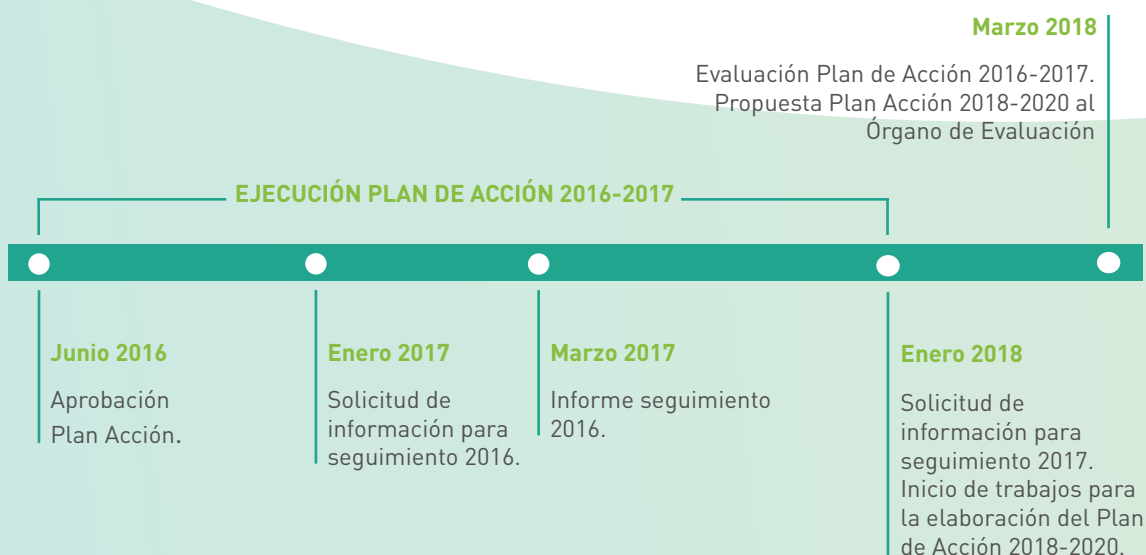 Marzo 2018
Evaluación Plan de Acción 2016-2017.
Propuesta Plan Acción 2018-2020 al
Órgano de Evaluación
EJECUCIÓN PLAN DE ACCIÓN 2016-2017
Junio 2016
Aprobación
Plan Acción.
Enero 2017
Solicitud de
información para
seguimiento 2016.
Marzo 2017
Informe seguimiento
2016.
Enero 2018
Solicitud de
información para
seguimiento 2017.
Inicio de trabajos para
la elaboración del Plan
de Acción 2018-2020.